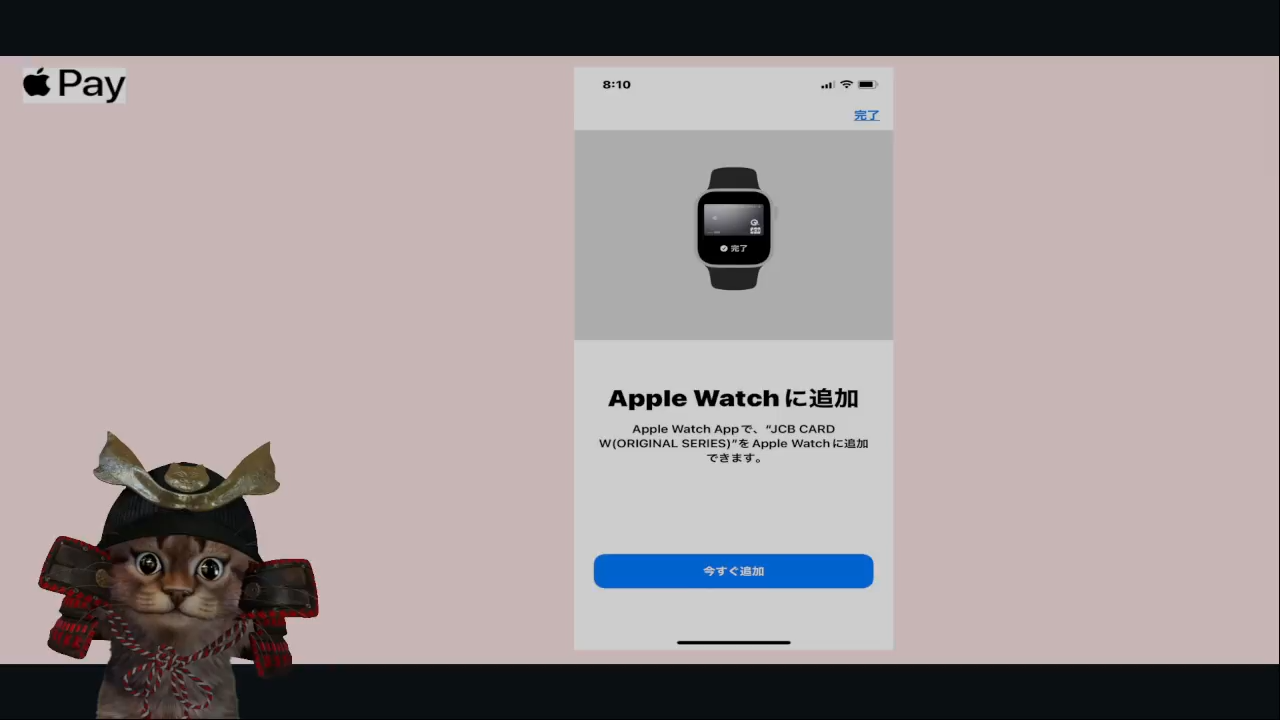 Pay
8:10
完了
完了
Apple Watchに追加
Apple Watch Appで、“JCB CARD
W(ORIGINAL SERIES)”をApple Watchに追加
できます。
今すぐ追加